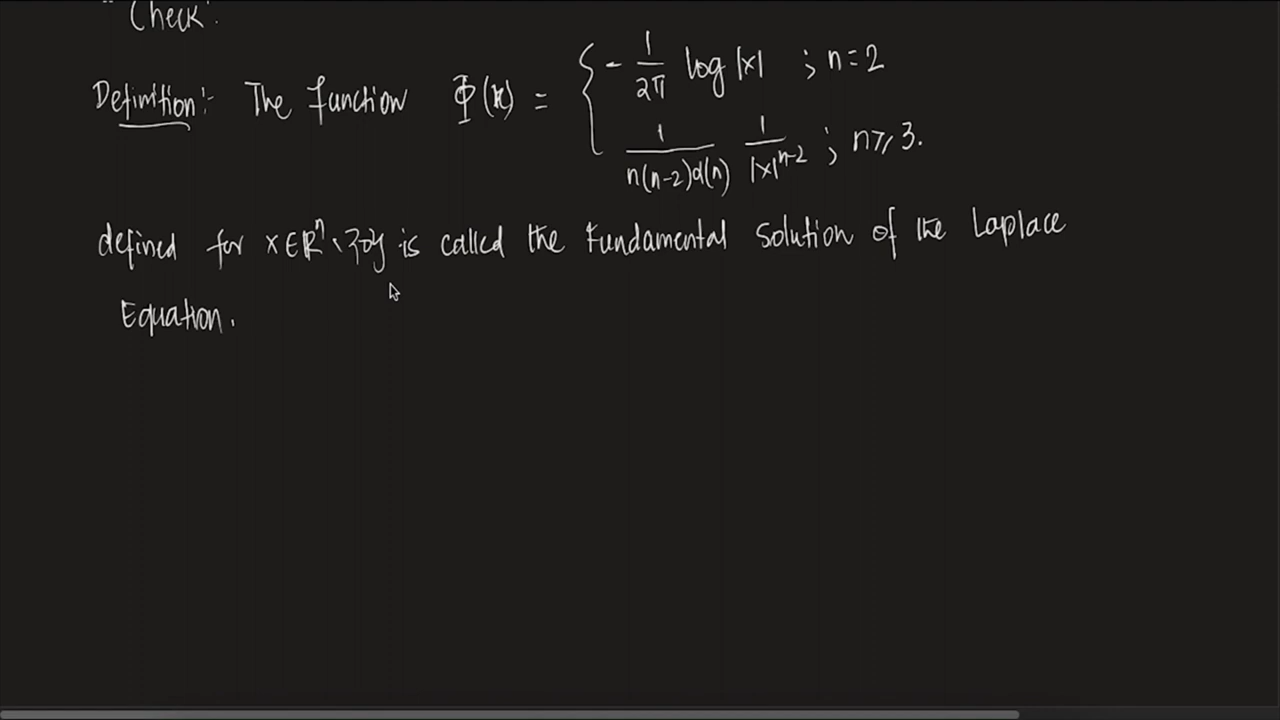 "Check".
Definition:- The function Φ(x) = { - 1/2π log |x| ; n=2
1/n(n-2)α(n) 1/|x|^n-2 ; n≥3.
defined for x∈ℝ^n \ {0} is called the Fundamental solution of the Laplace
Equation.